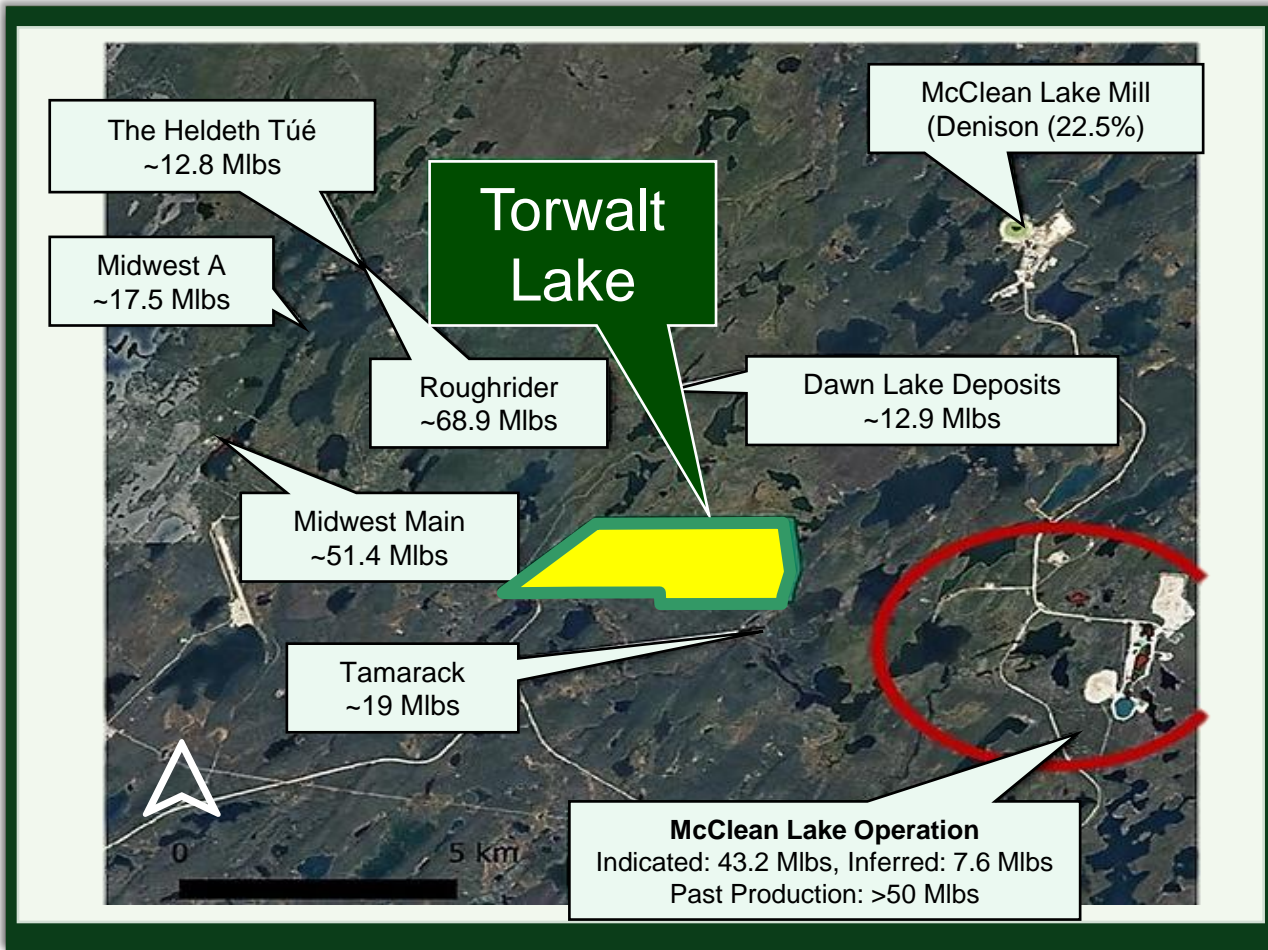 The Heldeth Túé
~12.8 Mlbs
McClean Lake Mill
(Denison (22.5%)
Torwalt
Lake
Midwest A
~17.5 Mlbs
Roughrider
~68.9 Mlbs
Dawn Lake Deposits
~12.9 Mlbs
Midwest Main
~51.4 Mlbs
Tamarack
~19 Mlbs
McClean Lake Operation
Indicated: 43.2 Mlbs, Inferred: 7.6 Mlbs
Past Production: >50 Mlbs
0 5 km